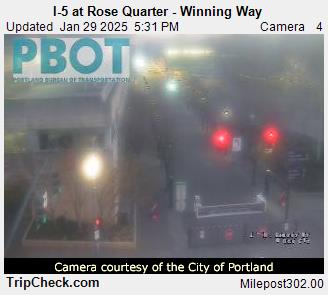 I-5 at Rose Quarter - Winning Way
Updated Jan 29 2025 5:31 PM Camera 4
PBOT
PORTLAND BUREAU OF TRANSPORTATION
Camera courtesy of the City of Portland
TripCheck.com Milepost302.00